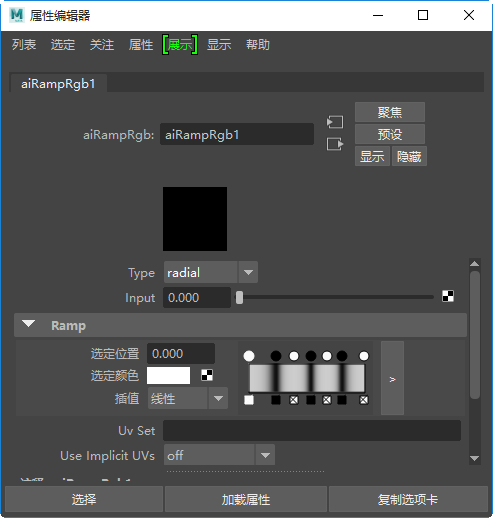 属性编辑器
列表 选定 关注 属性 展示 显示 帮助
aiRampRgb1
聚焦
aiRampRgb: aiRampRgb1
预设
显示 隐藏
Type radial
Input 0.000
Ramp
选定位置 0.000
选定颜色
插值 线性
>
Uv Set
Use Implicit UVs off
选择 加载属性 复制选项卡